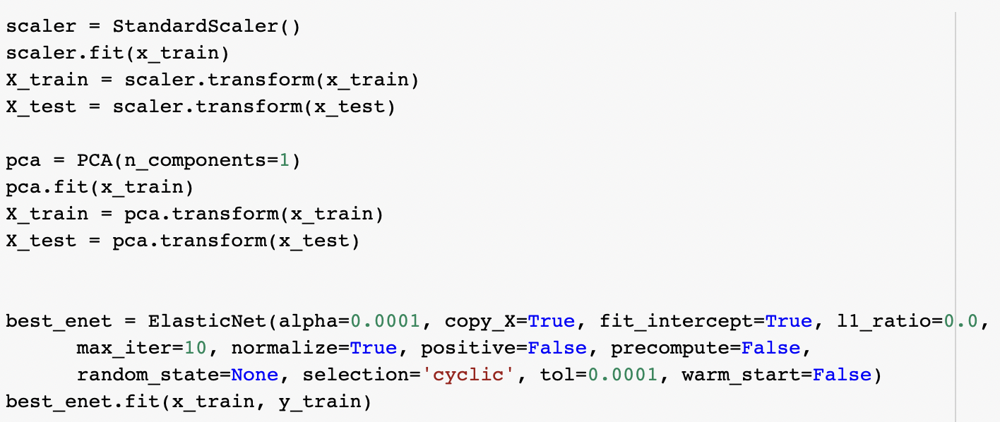 scaler = StandardScaler()
scaler.fit(x_train)
X_train = scaler.transform(x_train)
X_test = scaler.transform(x_test)
pca = PCA(n_components=1)
pca.fit(x_train)
X_train = pca.transform(x_train)
X_test = pca.transform(x_test)
best_enet = ElasticNet(alpha=0.0001, copy_X=True, fit_intercept=True, l1_ratio=0.0,
      max_iter=10, normalize=True, positive=False, precompute=False,
      random_state=None, selection='cyclic', tol=0.0001, warm_start=False)
best_enet.fit(x_train, y_train)